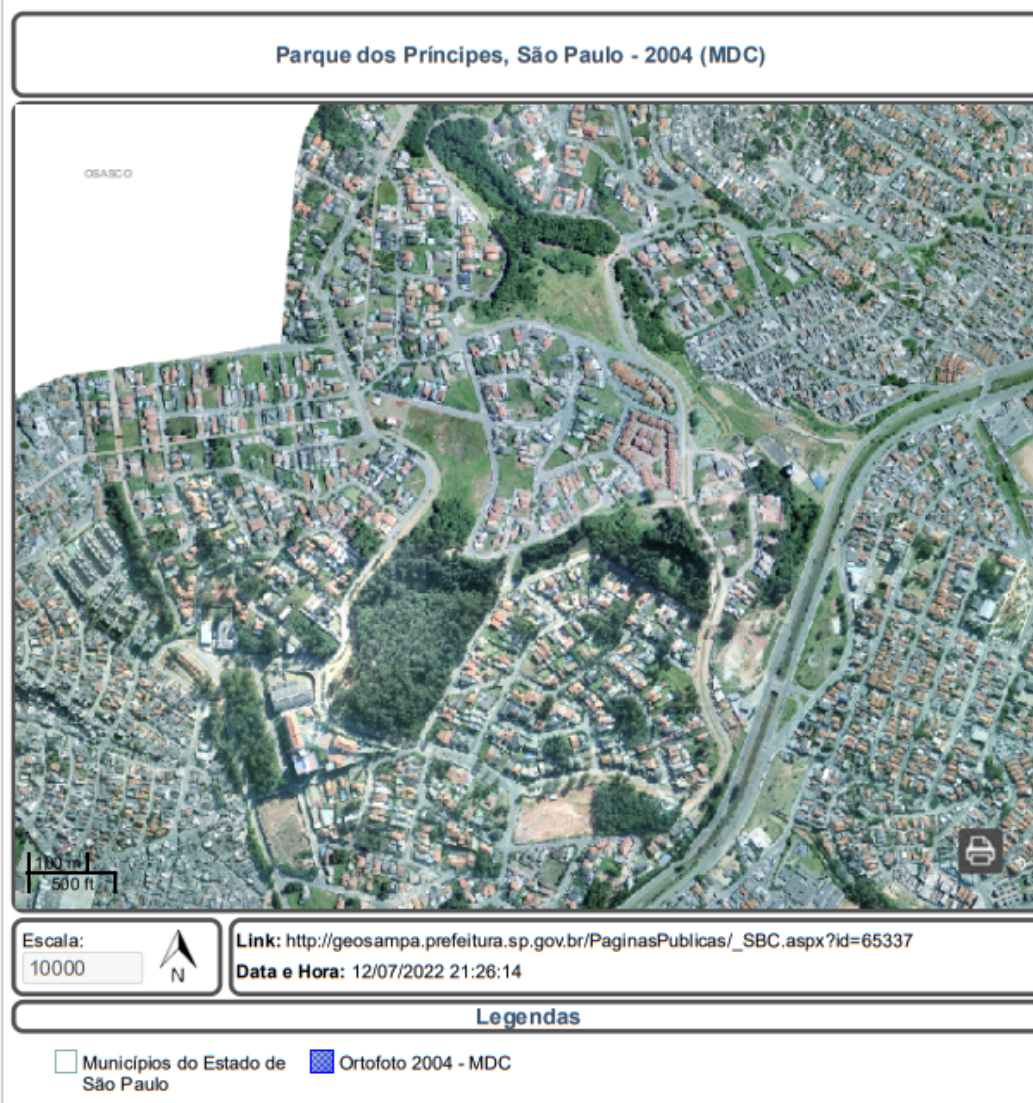 Parque dos Príncipes, São Paulo - 2004 (MDC)
OSASCO
100 m
500 ft
Escala:
10000
N
Link: http://geosampa.prefeitura.sp.gov.br/PaginasPublicas/_SBC.aspx?id=65337
Data e Hora: 12/07/2022 21:26:14
Legendas
Municípios do Estado de
São Paulo
Ortofoto 2004 - MDC